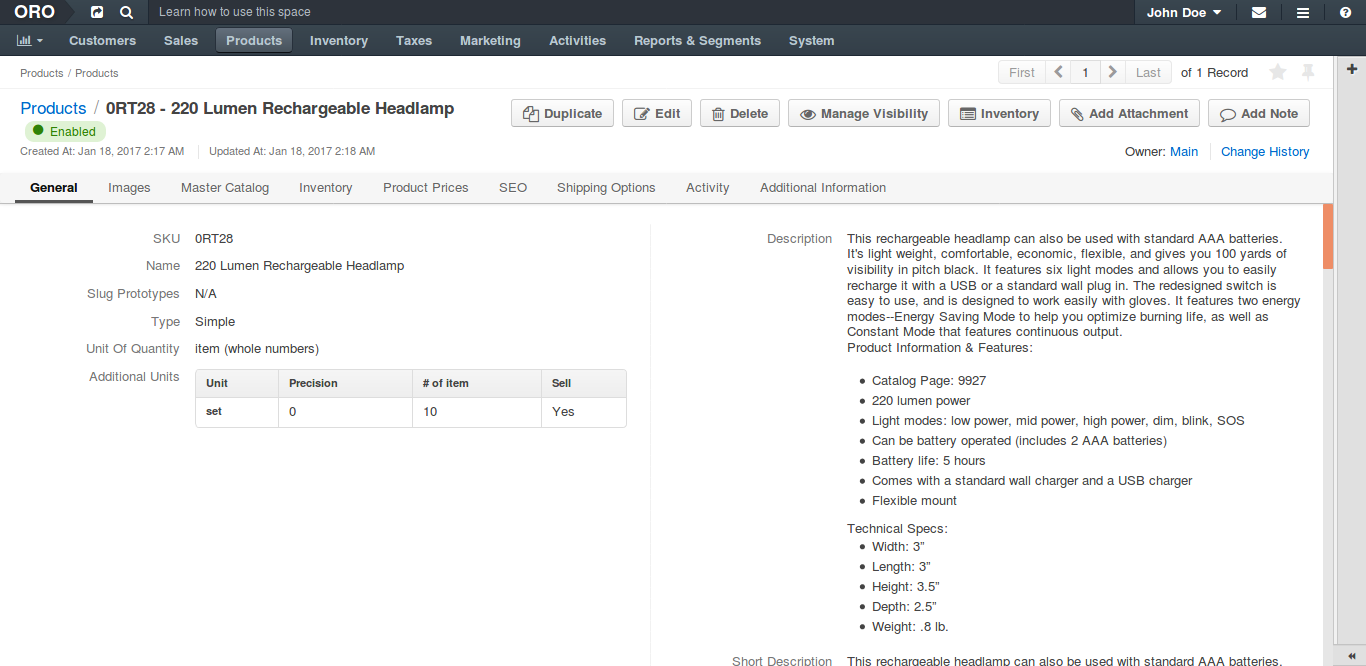 ORO Learn how to use this space John Doe
Customers Sales Products Inventory Taxes Marketing Activities Reports & Segments System
Products / Products First 1 Last of 1 Record
Products / 0RT28 - 220 Lumen Rechargeable Headlamp Duplicate Edit Delete Manage Visibility Inventory Add Attachment Add Note
Enabled
Created At: Jan 18, 2017 2:17 AM Updated At: Jan 18, 2017 2:18 AM Owner: Main Change History
General Images Master Catalog Inventory Product Prices SEO Shipping Options Activity Additional Information
SKU 0RT28
Name 220 Lumen Rechargeable Headlamp
Slug Prototypes N/A
Type Simple
Unit Of Quantity item (whole numbers)
Additional Units
Unit Precision # of item Sell
set 0 10 Yes
Description This rechargeable headlamp can also be used with standard AAA batteries.
It's light weight, comfortable, economic, flexible, and gives you 100 yards of
visibility in pitch black. It features six light modes and allows you to easily
recharge it with a USB or a standard wall plug in. The redesigned switch is
easy to use, and is designed to work easily with gloves. It features two energy
modes--Energy Saving Mode to help you optimize burning life, as well as
Constant Mode that features continuous output.
Product Information & Features:
• Catalog Page: 9927
• 220 lumen power
• Light modes: low power, mid power, high power, dim, blink, SOS
• Can be battery operated (includes 2 AAA batteries)
• Battery life: 5 hours
• Comes with a standard wall charger and a USB charger
• Flexible mount
Technical Specs:
• Width: 3”
• Length: 3”
• Height: 3.5”
• Depth: 2.5”
• Weight: .8 lb.
Short Description This rechargeable headlamp can also be used with standard AAA batteries.